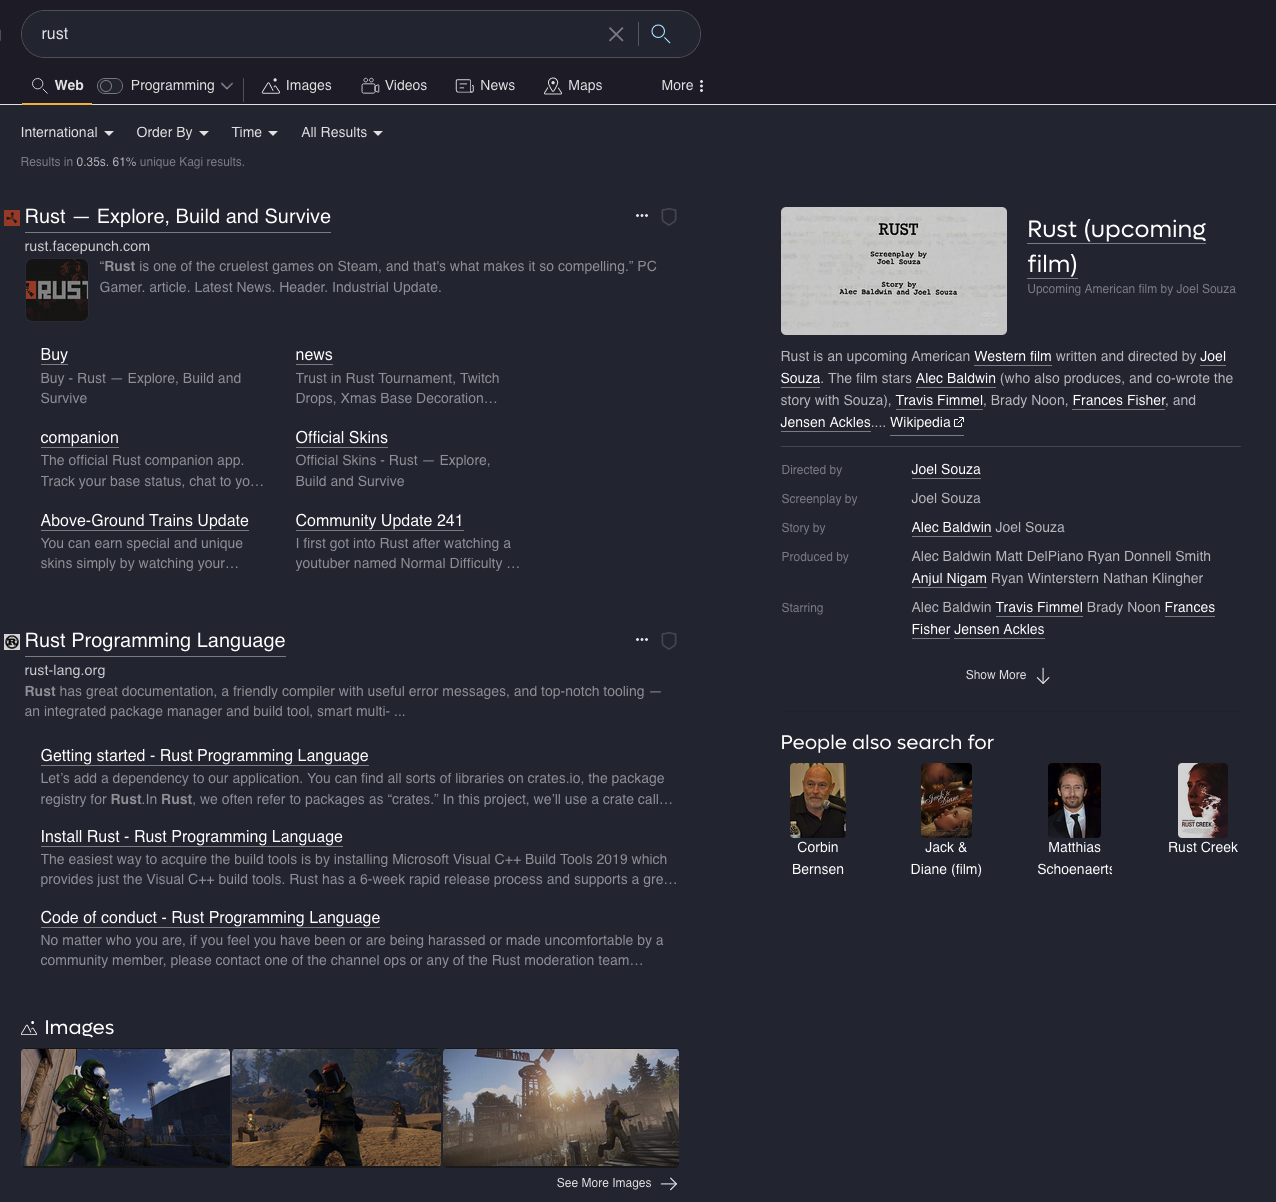 rust
Web
Programming
Images
Videos
News
Maps
More
International
Order By
Time
All Results
Results in 0.35s. 61% unique Kagi results.
Rust — Explore, Build and Survive
rust.facepunch.com
“Rust is one of the cruelest games on Steam, and that's what makes it so compelling.” PC
Gamer. article. Latest News. Header. Industrial Update.
RUST
Buy
Buy - Rust — Explore, Build and
Survive
news
Trust in Rust Tournament, Twitch
Drops, Xmas Base Decoration…
companion
The official Rust companion app.
Track your base status, chat to yo…
Official Skins
Official Skins - Rust — Explore,
Build and Survive
Above-Ground Trains Update
You can earn special and unique
skins simply by watching your…
Community Update 241
I first got into Rust after watching a
youtuber named Normal Difficulty …
Rust Programming Language
rust-lang.org
Rust has great documentation, a friendly compiler with useful error messages, and top-notch tooling —
an integrated package manager and build tool, smart multi- ...
Getting started - Rust Programming Language
Let’s add a dependency to our application. You can find all sorts of libraries on crates.io, the package
registry for Rust.In Rust, we often refer to packages as “crates.” In this project, we’ll use a crate call…
Install Rust - Rust Programming Language
The easiest way to acquire the build tools is by installing Microsoft Visual C++ Build Tools 2019 which
provides just the Visual C++ build tools. Rust has a 6-week rapid release process and supports a gre…
Code of conduct - Rust Programming Language
No matter who you are, if you feel you have been or are being harassed or made uncomfortable by a
community member, please contact one of the channel ops or any of the Rust moderation team…
Images
See More Images
RUST
Screenplay by
Joel Souza
Story by
Alec Baldwin and Joel Souza
Rust (upcoming
film)
Upcoming American film by Joel Souza
Rust is an upcoming American Western film written and directed by Joel
Souza. The film stars Alec Baldwin (who also produces, and co-wrote the
story with Souza), Travis Fimmel, Brady Noon, Frances Fisher, and
Jensen Ackles.... Wikipedia
Directed by
Joel Souza
Screenplay by
Joel Souza
Story by
Alec Baldwin Joel Souza
Produced by
Alec Baldwin Matt DelPiano Ryan Donnell Smith
Anjul Nigam Ryan Winterstern Nathan Klingher
Starring
Alec Baldwin Travis Fimmel Brady Noon Frances
Fisher Jensen Ackles
Show More
People also search for
Corbin
Bernsen
Jack &
Diane (film)
Matthias
Schoenaerts
RUST CREEK
Rust Creek